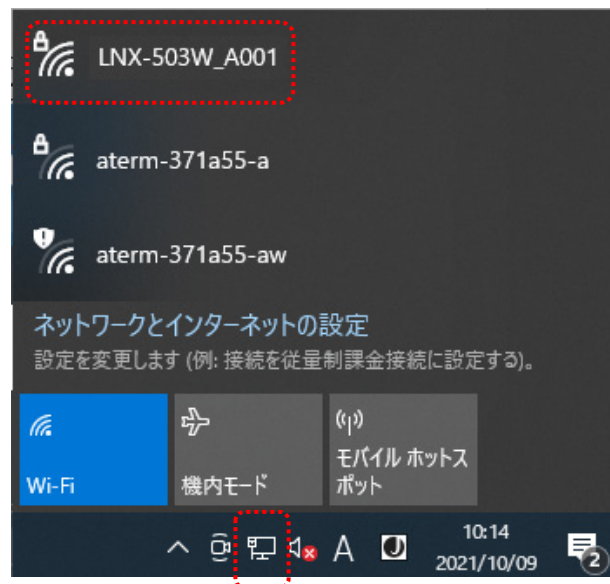 LNX-503W_A001
aterm-371a55-a
aterm-371a55-aw
ネットワークとインターネットの設定
設定を変更します (例: 接続を従量制課金接続に設定する)。
Wi-Fi
機内モード
モバイル ホットス
ポット
A
10:14
2021/10/09
2